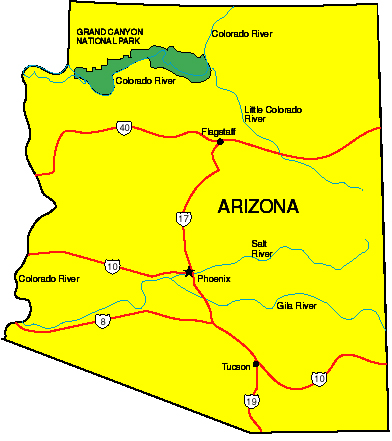 GRAND CANYON
NATIONAL PARK
Colorado River
Colorado River
Little Colorado
River
40
Flagstaff
ARIZONA
17
Salt
River
10
Colorado River
Phoenix
Gila River
8
Tucson
10
19